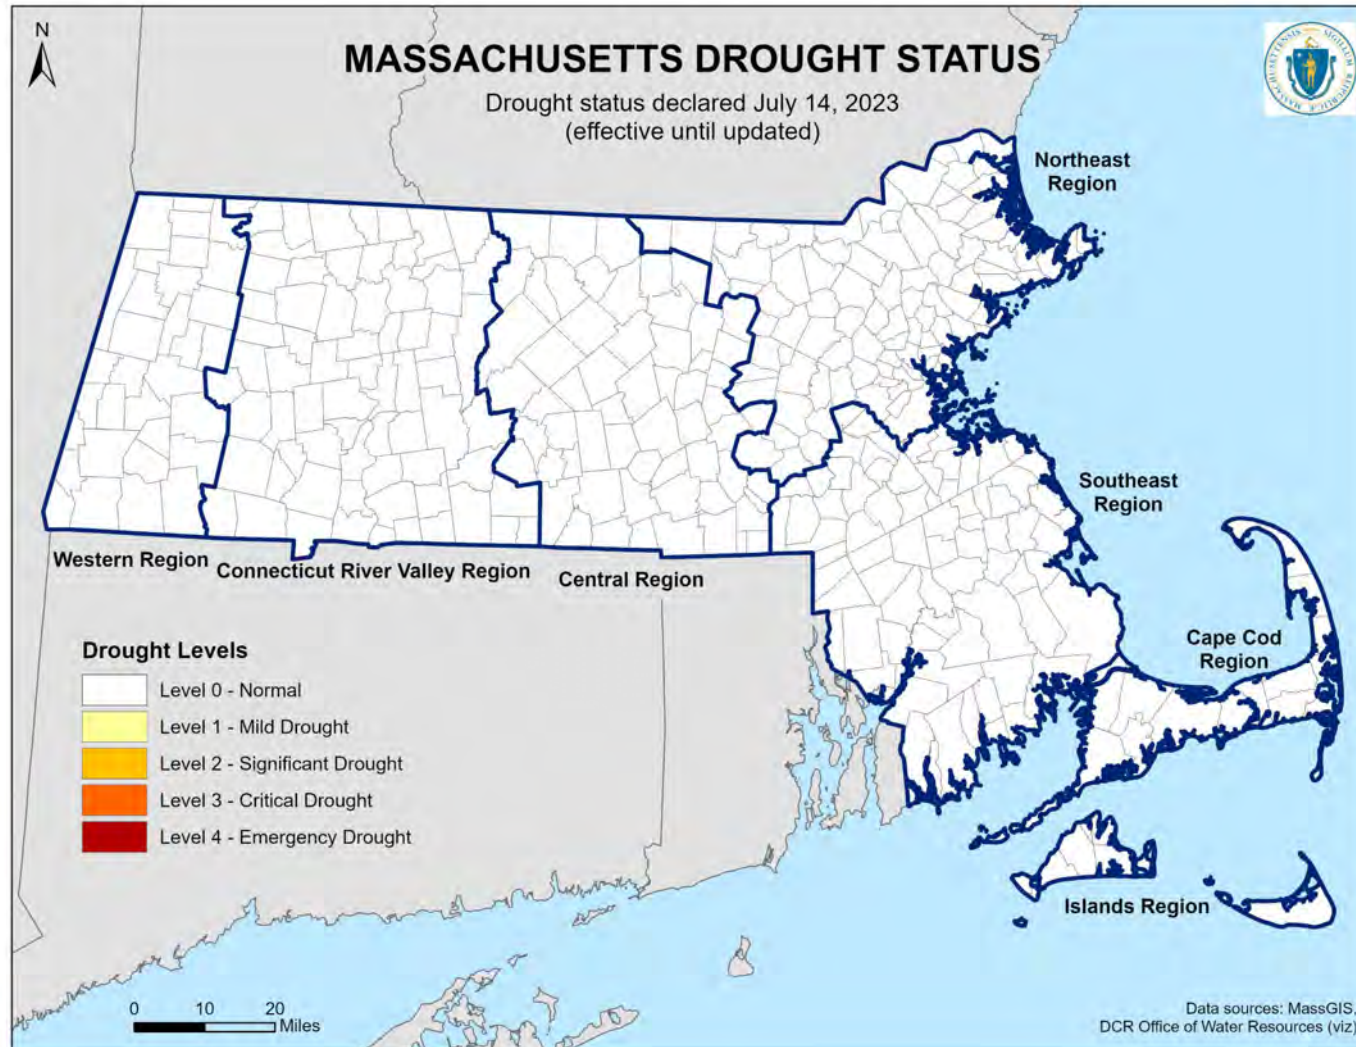 N
MASSACHUSETTS DROUGHT STATUS
Drought status declared July 14, 2023
(effective until updated)
Northeast
Region
Southeast
Region
Western Region
Connecticut River Valley Region
Central Region
Cape Cod
Region
Drought Levels
Level 0 - Normal
Level 1 - Mild Drought
Level 2 - Significant Drought
Level 3 - Critical Drought
Level 4 - Emergency Drought
Islands Region
0 10 20
Miles
Data sources: MassGIS,
DCR Office of Water Resources (viz)